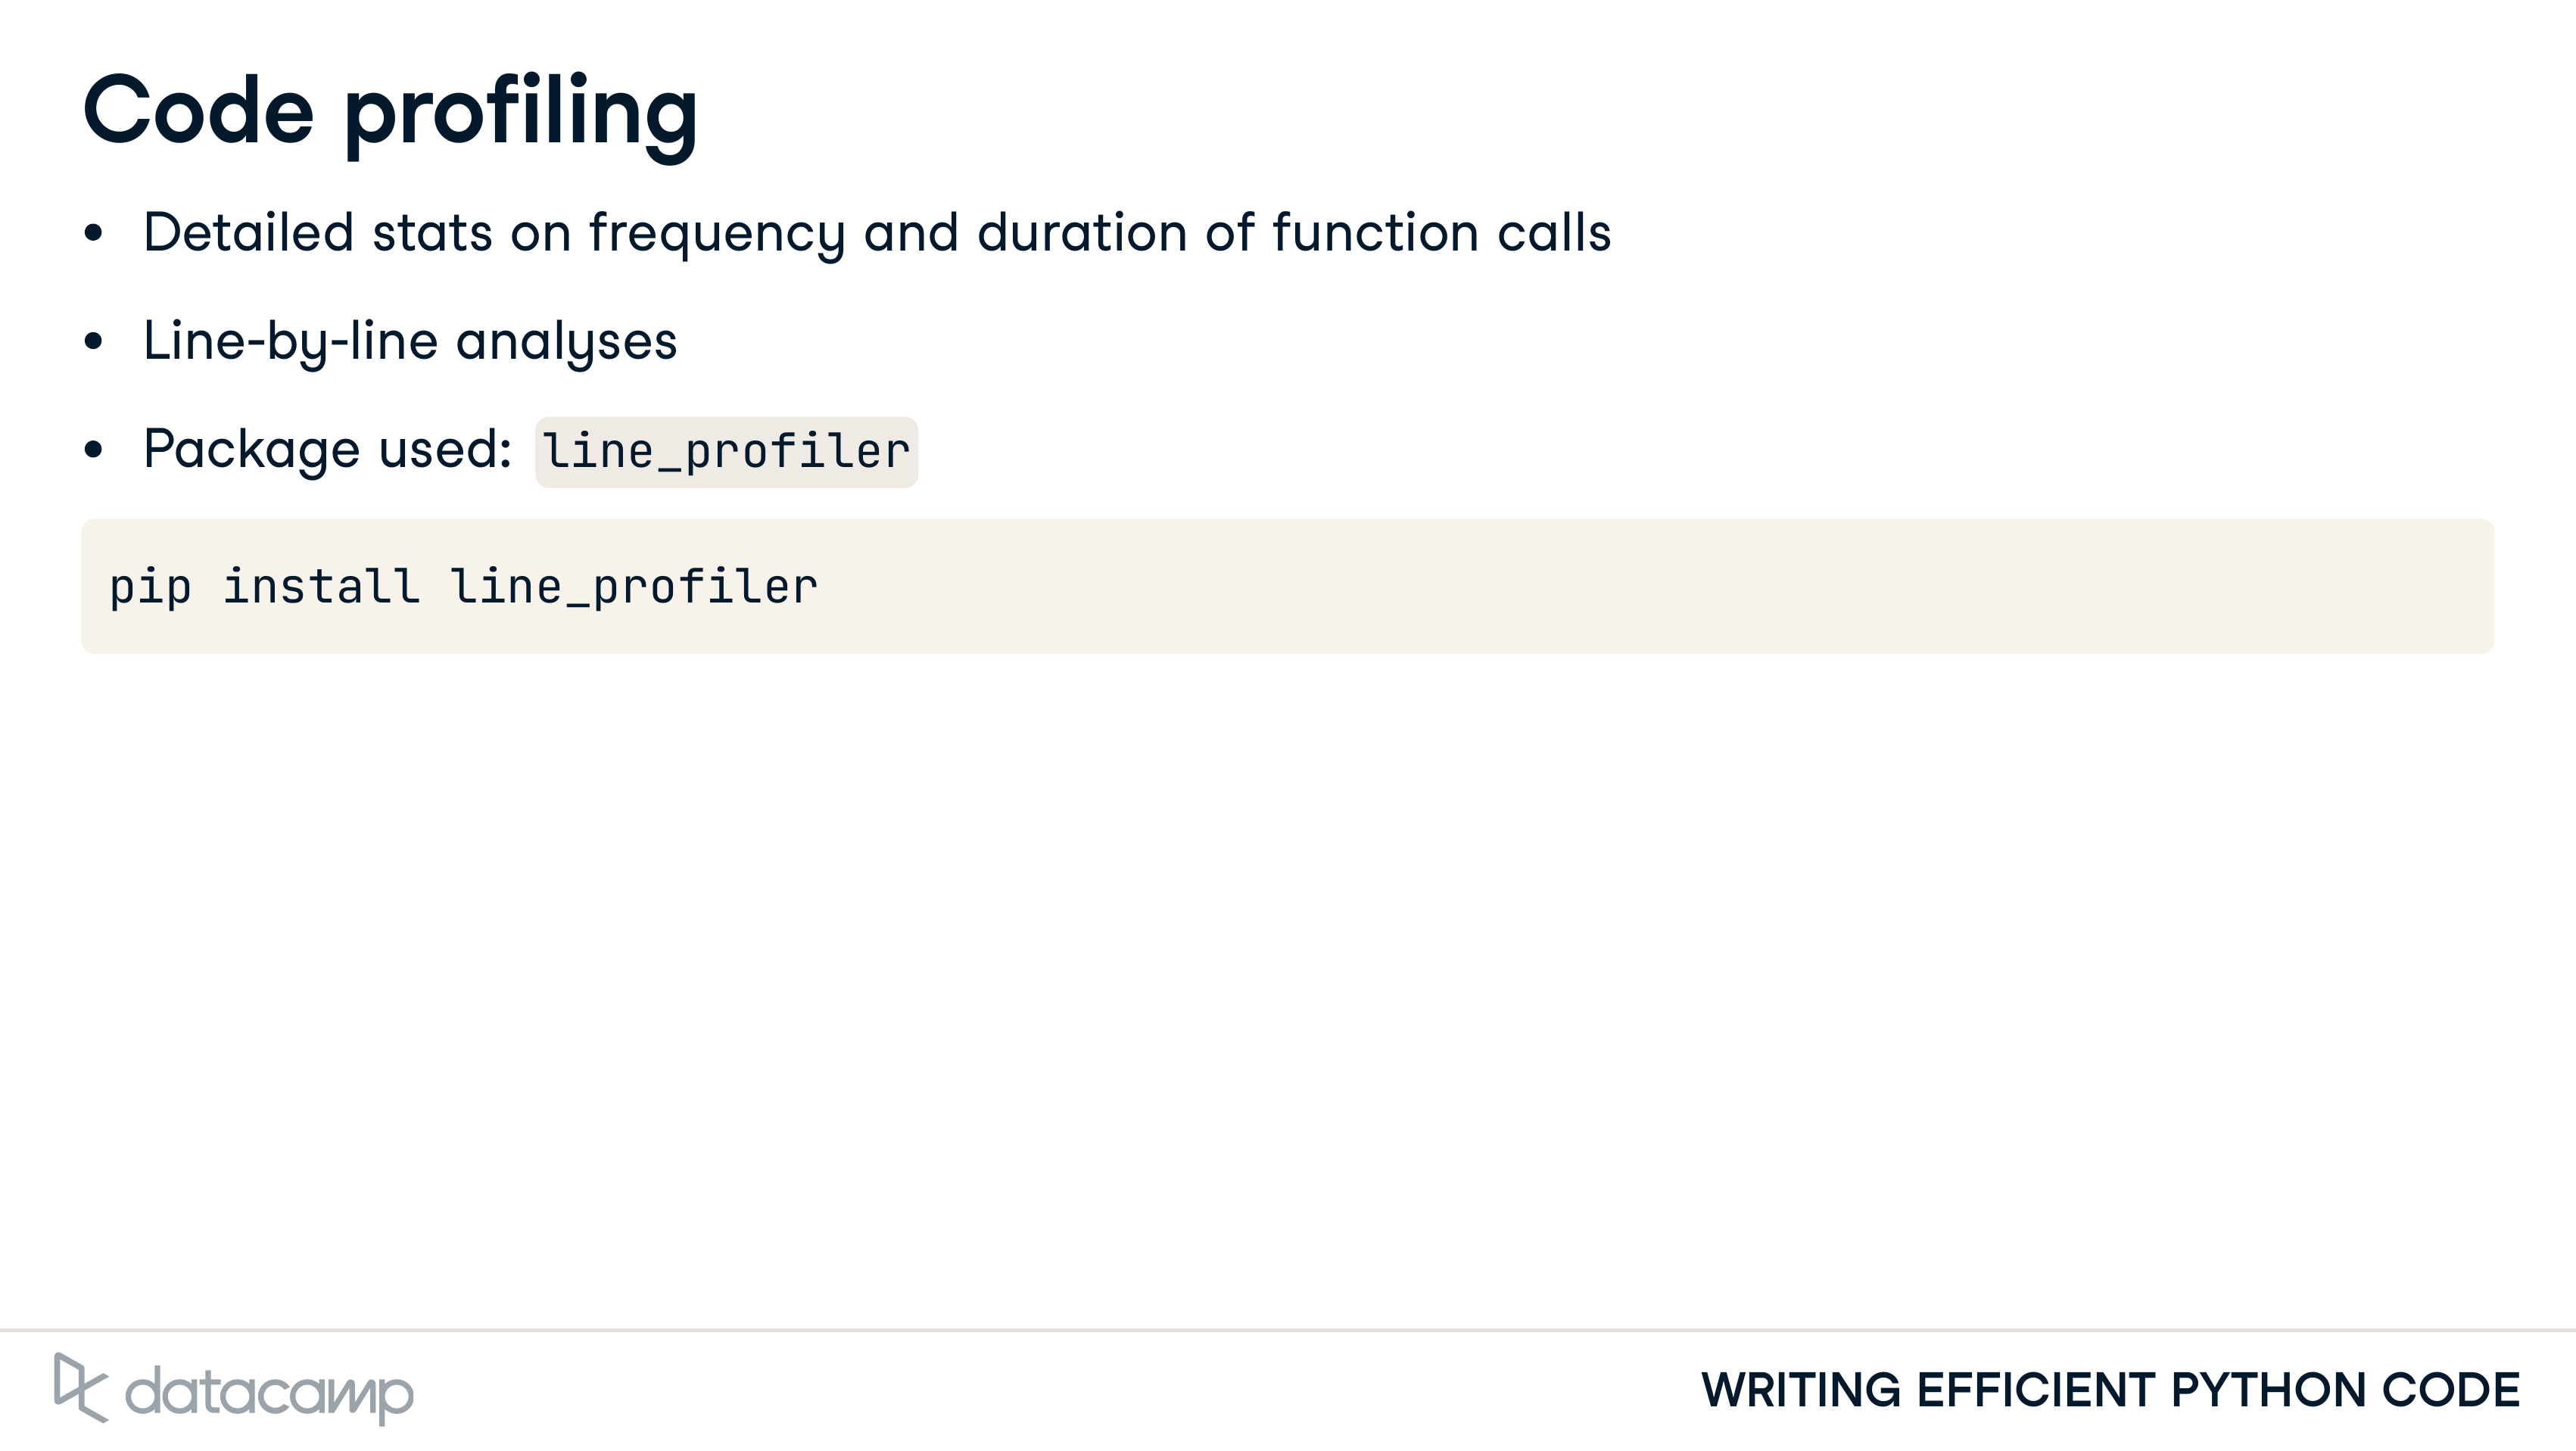 Code profiling
• Detailed stats on frequency and duration of function calls
• Line-by-line analyses
• Package used: line_profiler
pip install line_profiler
datacamp
WRITING EFFICIENT PYTHON CODE